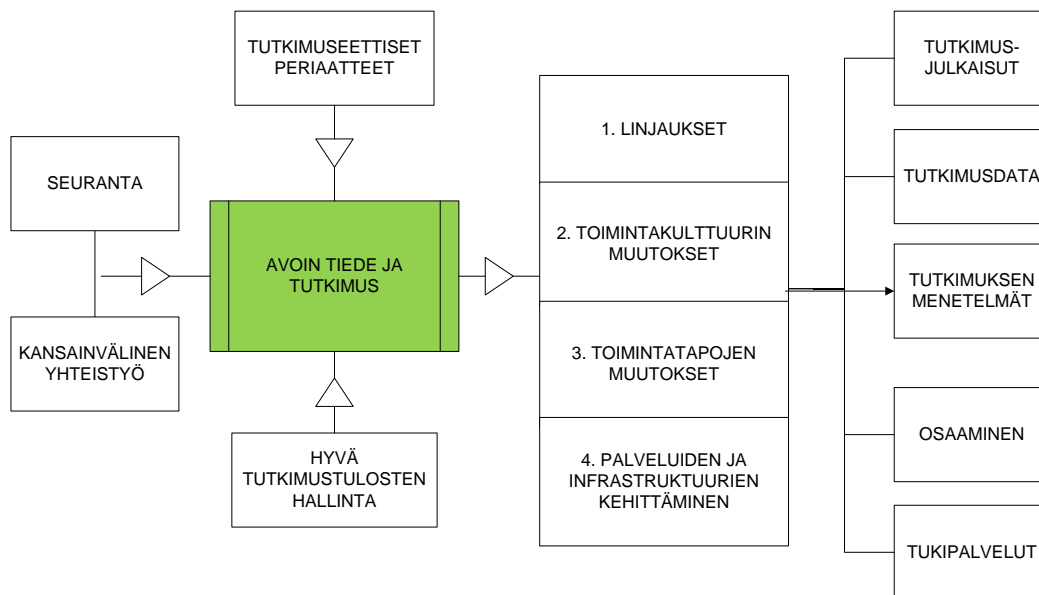 TUTKIMUSEETTISET
PERIAATTEET
SEURANTA
KANSAINVÄLINEN
YHTEISTYÖ
AVOIN TIEDE JA
TUTKIMUS
HYVÄ
TUTKIMUSTULOSTEN
HALLINTA
1. LINJAUKSET
2. TOIMINTAKULTTUURIN
MUUTOKSET
3. TOIMINTATAPOJEN
MUUTOKSET
4. PALVELUIDEN JA
INFRASTRUKTUURIEN
KEHITTÄMINEN
TUTKIMUS-
JULKAISUT
TUTKIMUSDATA
TUTKIMUKSEN
MENETELMÄT
OSAAMINEN
TUKIPALVELUT